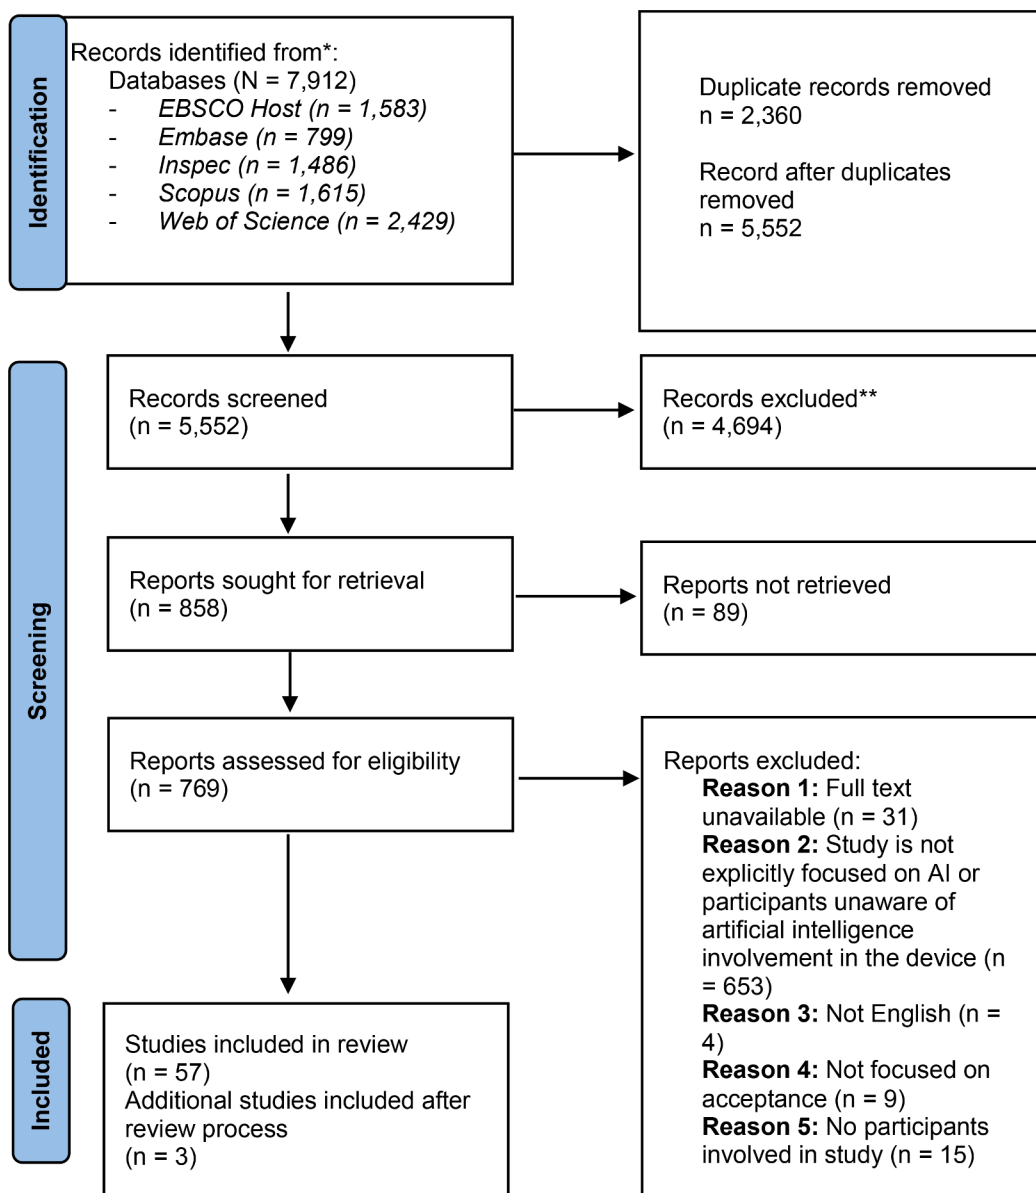 Identification
Records identified from*:
Databases (N = 7,912)
- EBSCO Host (n = 1,583)
- Embase (n = 799)
- Inspec (n = 1,486)
- Scopus (n = 1,615)
- Web of Science (n = 2,429)
Duplicate records removed
n = 2,360
Record after duplicates
removed
n = 5,552
Screening
Records screened
(n = 5,552)
Records excluded**
(n = 4,694)
Reports sought for retrieval
(n = 858)
Reports not retrieved
(n = 89)
Reports assessed for eligibility
(n = 769)
Reports excluded:
Reason 1: Full text
unavailable (n = 31)
Reason 2: Study is not
explicitly focused on AI or
participants unaware of
artificial intelligence
involvement in the device (n
= 653)
Reason 3: Not English (n =
4)
Reason 4: Not focused on
acceptance (n = 9)
Reason 5: No participants
involved in study (n = 15)
Included
Studies included in review
(n = 57)
Additional studies included after
review process
(n = 3)